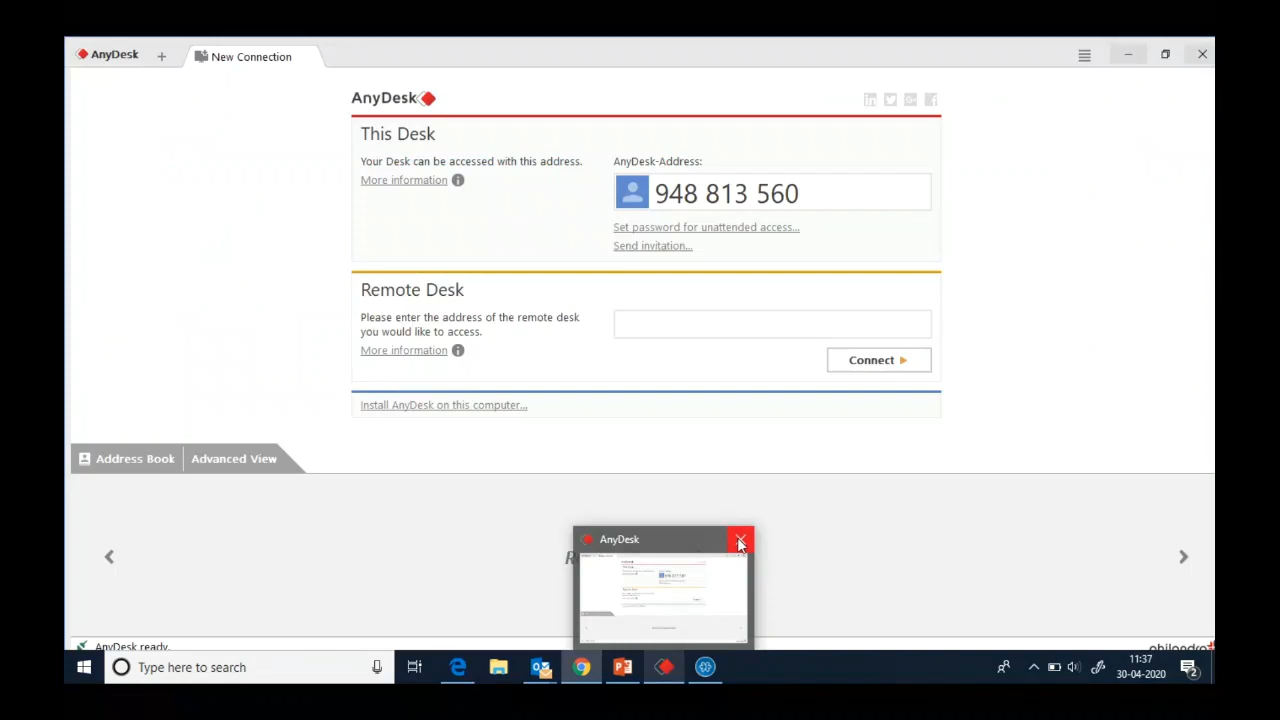 AnyDesk
New Connection
AnyDesk
This Desk
Your Desk can be accessed with this address.
More information
AnyDesk-Address:
948 813 560
Set password for unattended access...
Send invitation...
Remote Desk
Please enter the address of the remote desk
you would like to access.
More information
Connect
Install AnyDesk on this computer...
Address Book
Advanced View
AnyDesk
AnyDesk ready.
Type here to search
11:37
30-04-2020
2